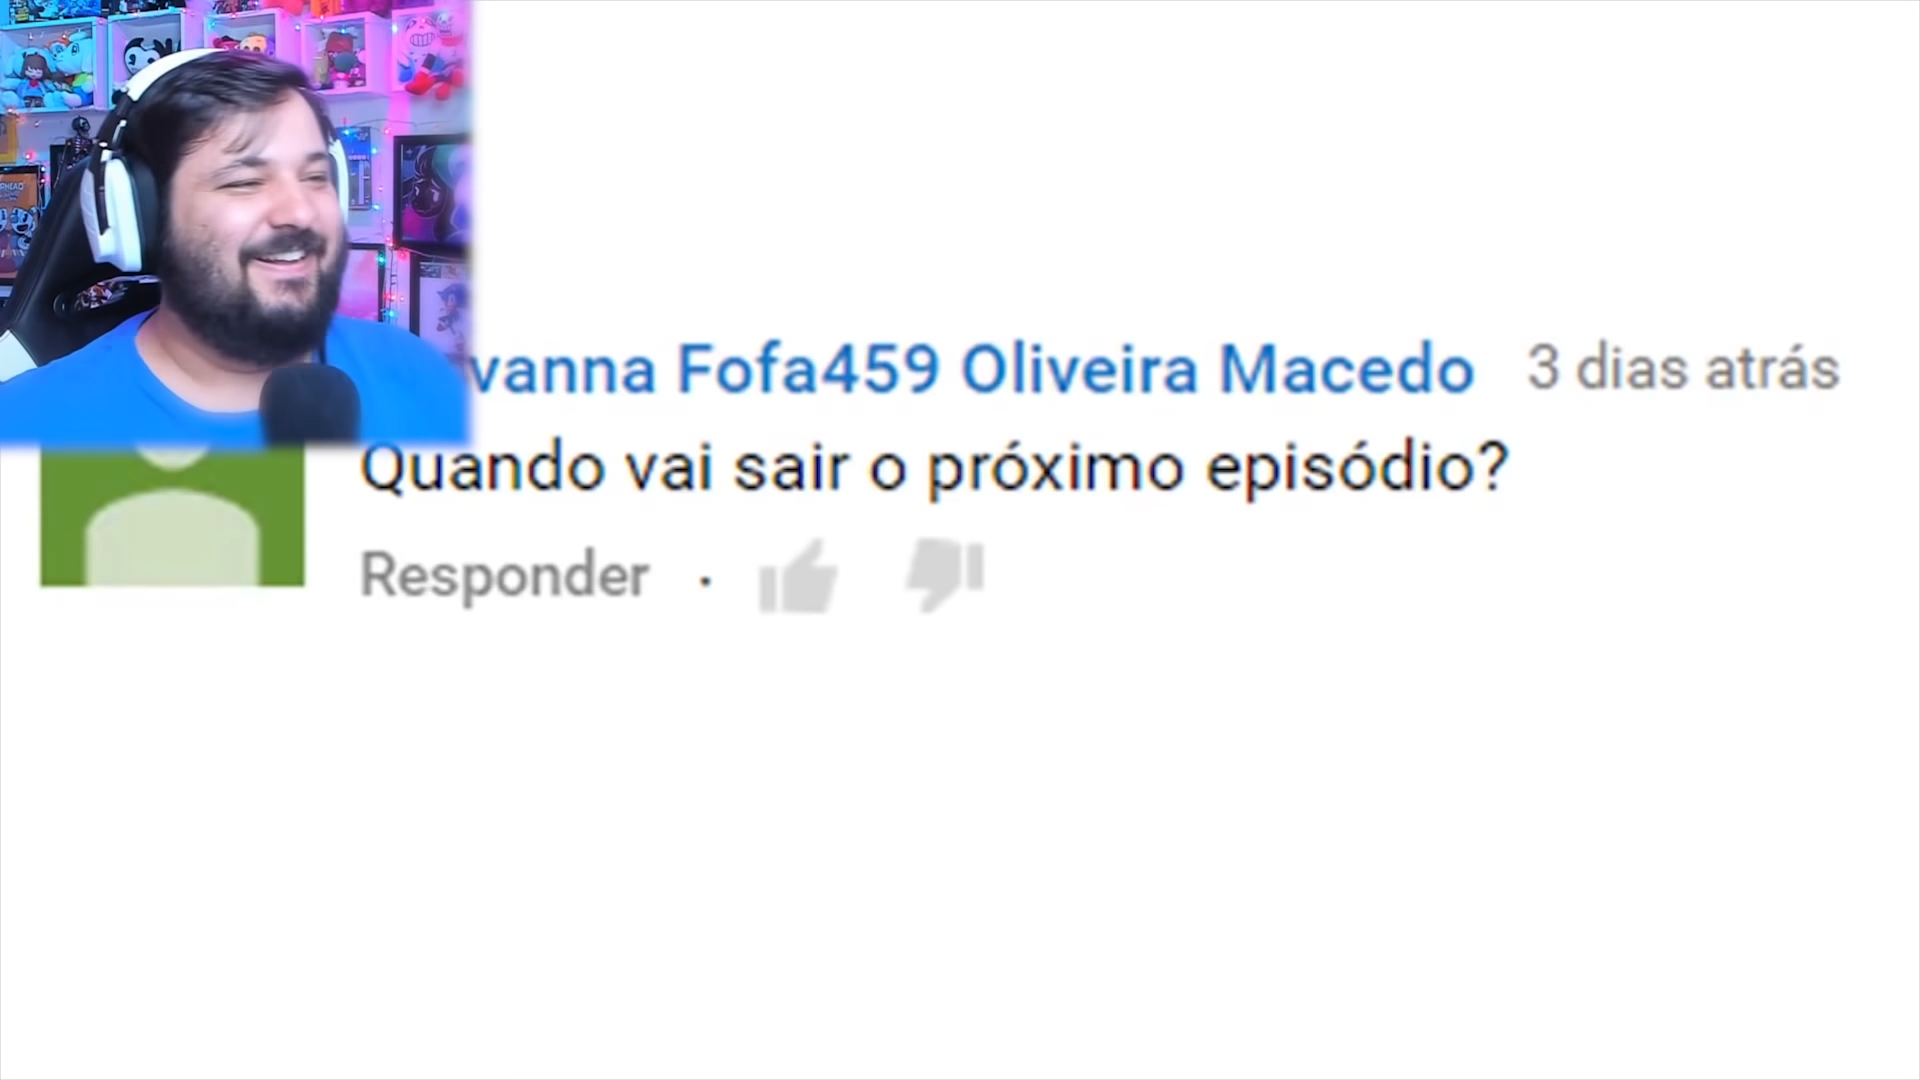 vanna Fofa459 Oliveira Macedo 3 dias atrás
Quando vai sair o próximo episódio?
Responder ·